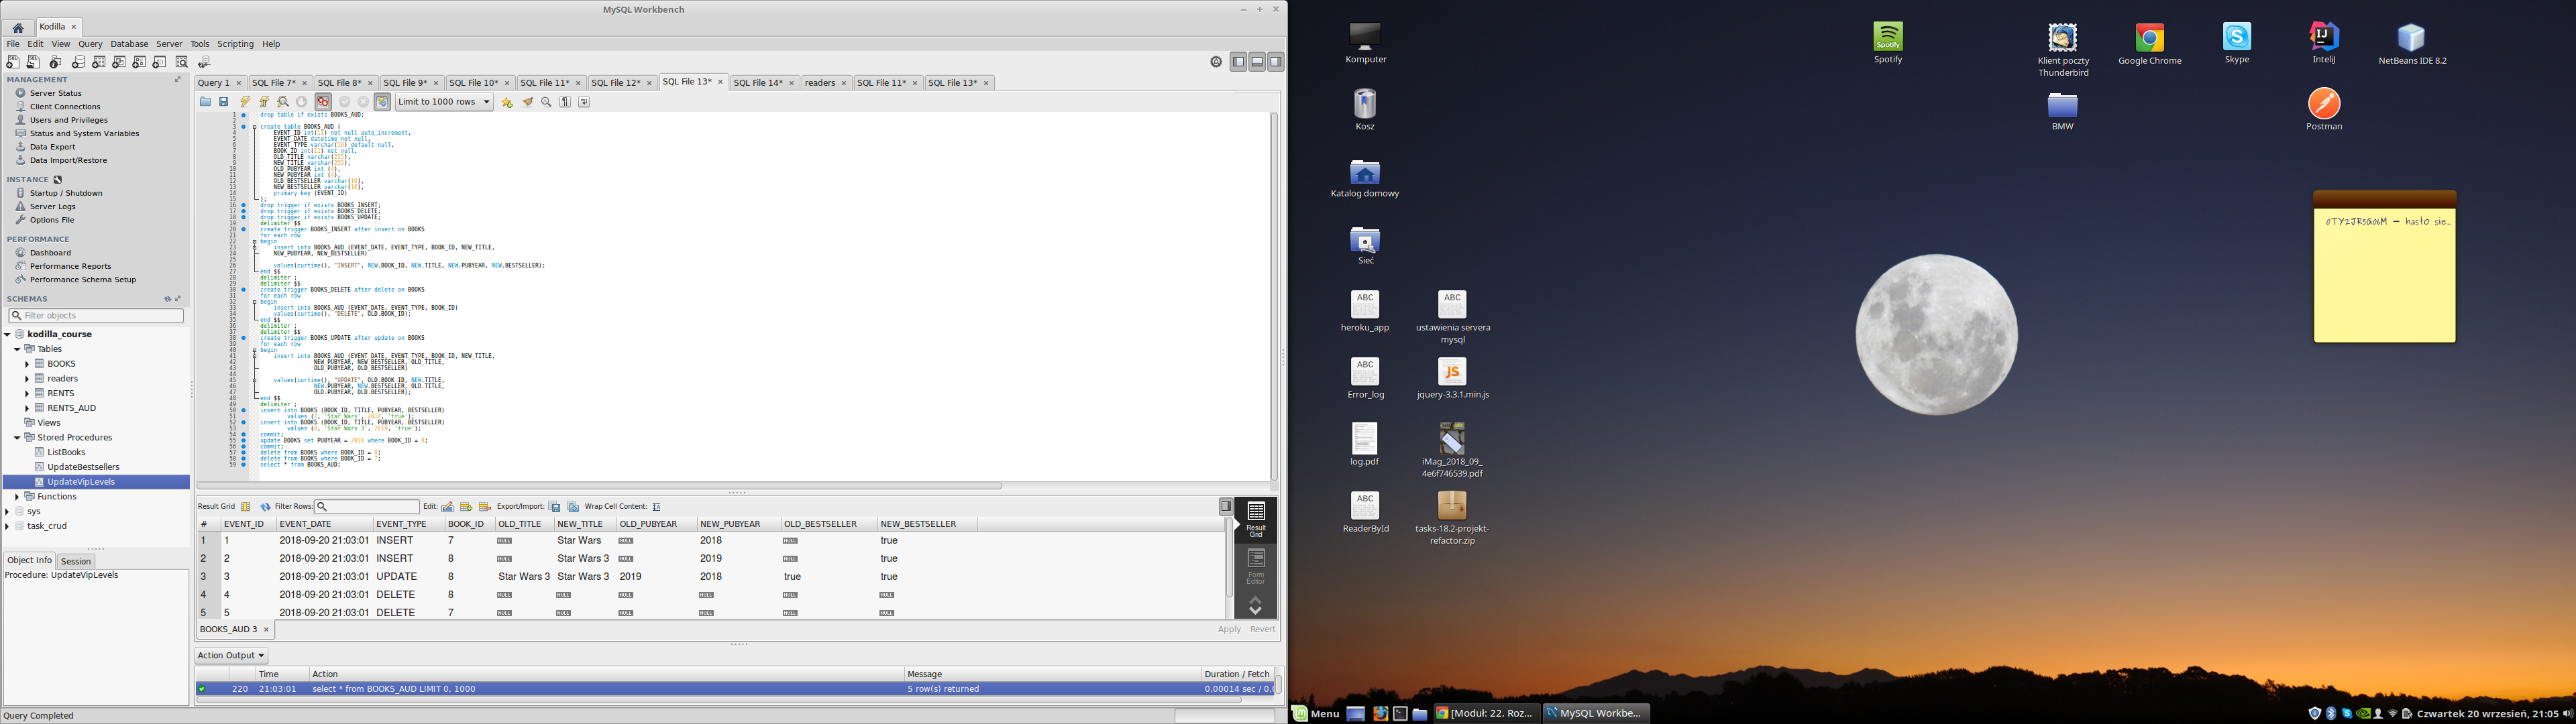 MySQL Workbench
Kodilla
File Edit View Query Database Server Tools Scripting Help
MANAGEMENT
Server Status
Client Connections
Users and Privileges
Status and System Variables
Data Export
Data Import/Restore
INSTANCE
Startup / Shutdown
Server Logs
Options File
PERFORMANCE
Dashboard
Performance Reports
Performance Schema Setup
SCHEMAS
Filter objects
kodilla_course
Tables
BOOKS
readers
RENTS
RENTS_AUD
Views
Stored Procedures
ListBooks
UpdateBestsellers
UpdateVipLevels
Functions
sys
task_crud
Object Info Session
Procedure: UpdateVipLevels
Query Completed
Query 1 SQL File 7* SQL File 8* SQL File 9* SQL File 10* SQL File 11* SQL File 12* SQL File 13* SQL File 14* readers SQL File 11* SQL File 13*
Limit to 1000 rows
1 drop table if exists BOOKS_AUD;
2
3 create table BOOKS_AUD (
4 EVENT_ID int(11) not null auto_increment,
5 EVENT_DATE datetime not null,
6 EVENT_TYPE varchar(10) default null,
7 BOOK_ID int(11) not null,
8 OLD_TITLE varchar(255),
9 NEW_TITLE varchar(255),
10 OLD_PUBYEAR int (4),
11 NEW_PUBYEAR int (4),
12 OLD_BESTSELLER varchar(10),
13 NEW_BESTSELLER varchar(10),
14 primary key (EVENT_ID)
15 );
16 drop trigger if exists BOOKS_INSERT;
17 drop trigger if exists BOOKS_DELETE;
18 drop trigger if exists BOOKS_UPDATE;
19 delimiter $$
20 create trigger BOOKS_INSERT after insert on BOOKS
21 for each row
22 begin
23 insert into BOOKS_AUD (EVENT_DATE, EVENT_TYPE, BOOK_ID, NEW_TITLE,
24 NEW_PUBYEAR, NEW_BESTSELLER)
25
26 values(curtime(), "INSERT", NEW.BOOK_ID, NEW.TITLE, NEW.PUBYEAR, NEW.BESTSELLER);
27 end $$
28 delimiter ;
29 delimiter $$
30 create trigger BOOKS_DELETE after delete on BOOKS
31 for each row
32 begin
33 insert into BOOKS_AUD (EVENT_DATE, EVENT_TYPE, BOOK_ID)
34 values(curtime(), "DELETE", OLD.BOOK_ID);
35 end $$
36 delimiter ;
37 delimiter $$
38 create trigger BOOKS_UPDATE after update on BOOKS
39 for each row
40 begin
41 insert into BOOKS_AUD (EVENT_DATE, EVENT_TYPE, BOOK_ID, NEW_TITLE,
42 NEW_PUBYEAR, NEW_BESTSELLER, OLD_TITLE,
43 OLD_PUBYEAR, OLD_BESTSELLER)
44
45 values(curtime(), "UPDATE", OLD.BOOK_ID, NEW.TITLE,
46 NEW.PUBYEAR, NEW.BESTSELLER, OLD.TITLE,
47 OLD.PUBYEAR, OLD.BESTSELLER);
48 end $$
49 delimiter ;
50 insert into BOOKS (BOOK_ID, TITLE, PUBYEAR, BESTSELLER)
51 values (7, 'Star Wars', 2018, 'true');
52 insert into BOOKS (BOOK_ID, TITLE, PUBYEAR, BESTSELLER)
53 values (8, 'Star Wars 3', 2019, 'true');
54 commit;
55 update BOOKS set PUBYEAR = 2018 where BOOK_ID = 8;
56 commit;
57 delete from BOOKS where BOOK_ID = 8;
58 delete from BOOKS where BOOK_ID = 7;
59 select * from BOOKS_AUD;
Result Grid Filter Rows: Edit: Export/Import: Wrap Cell Content:
# EVENT_ID EVENT_DATE EVENT_TYPE BOOK_ID OLD_TITLE NEW_TITLE OLD_PUBYEAR NEW_PUBYEAR OLD_BESTSELLER NEW_BESTSELLER
1 1 2018-09-20 21:03:01 INSERT 7 NULL Star Wars NULL 2018 NULL true
2 2 2018-09-20 21:03:01 INSERT 8 NULL Star Wars 3 NULL 2019 NULL true
3 3 2018-09-20 21:03:01 UPDATE 8 Star Wars 3 Star Wars 3 2019 2018 true true
4 4 2018-09-20 21:03:01 DELETE 8 NULL NULL NULL NULL NULL NULL
5 5 2018-09-20 21:03:01 DELETE 7 NULL NULL NULL NULL NULL NULL
Result Grid
Form Editor
BOOKS_AUD 3
Apply Revert
Action Output
Time Action Message Duration / Fetch
220 21:03:01 select * from BOOKS_AUD LIMIT 0, 1000 5 row(s) returned 0,00014 sec / 0,0
Komputer
Kosz
Katalog domowy
Sieć
ABC
heroku_app
ABC
ustawienia servera mysql
ABC
Error_log
JS
jquery-3.3.1.min.js
log.pdf
iMag_2018_09_4e6f746539.pdf
ABC
ReaderById
tasks-18.2-projekt-refactor.zip
Spotify
Spotify
Klient poczty Thunderbird
Google Chrome
Skype
IJ
InteliJ
NetBeans IDE 8.2
BMW
Postman
0TY2JR5G06M – hasło sie...
Menu
[Moduł: 22. Roz...
MySQL Workbe...
Czwartek 20 wrzesień, 21:05